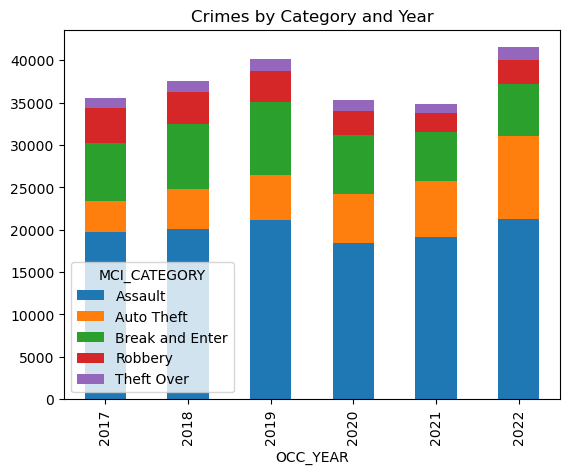 Crimes by Category and Year
40000
35000
30000
25000
20000
15000
10000
5000
0
MCI_CATEGORY
Assault
Auto Theft
Break and Enter
Robbery
Theft Over
2017
2018
2019
2020
2021
2022
OCC_YEAR